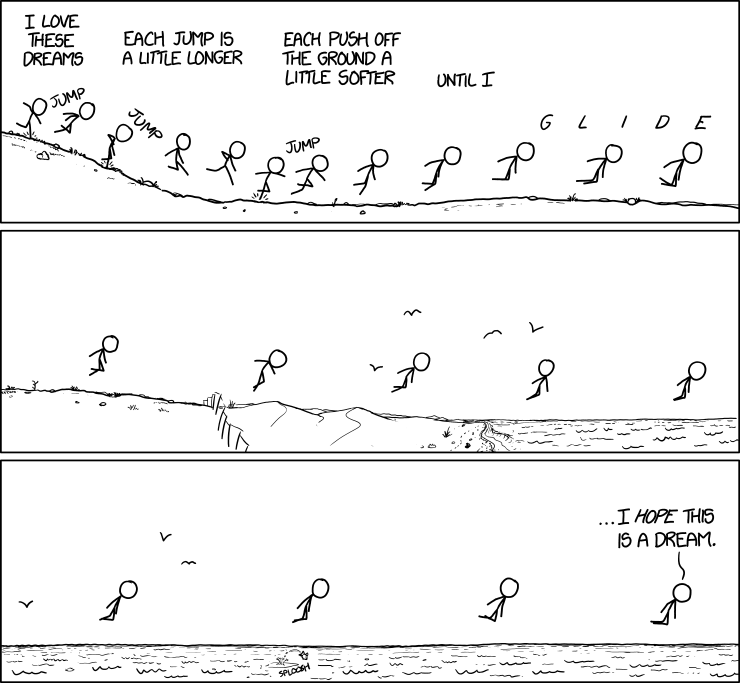 I LOVE
THESE
DREAMS
JUMP
JUMP
EACH JUMP IS
A LITTLE LONGER
EACH PUSH OFF
THE GROUND A
LITTLE SOFTER
JUMP
UNTIL I
G L I D E
SPLOOSH
...I HOPE THIS
IS A DREAM.